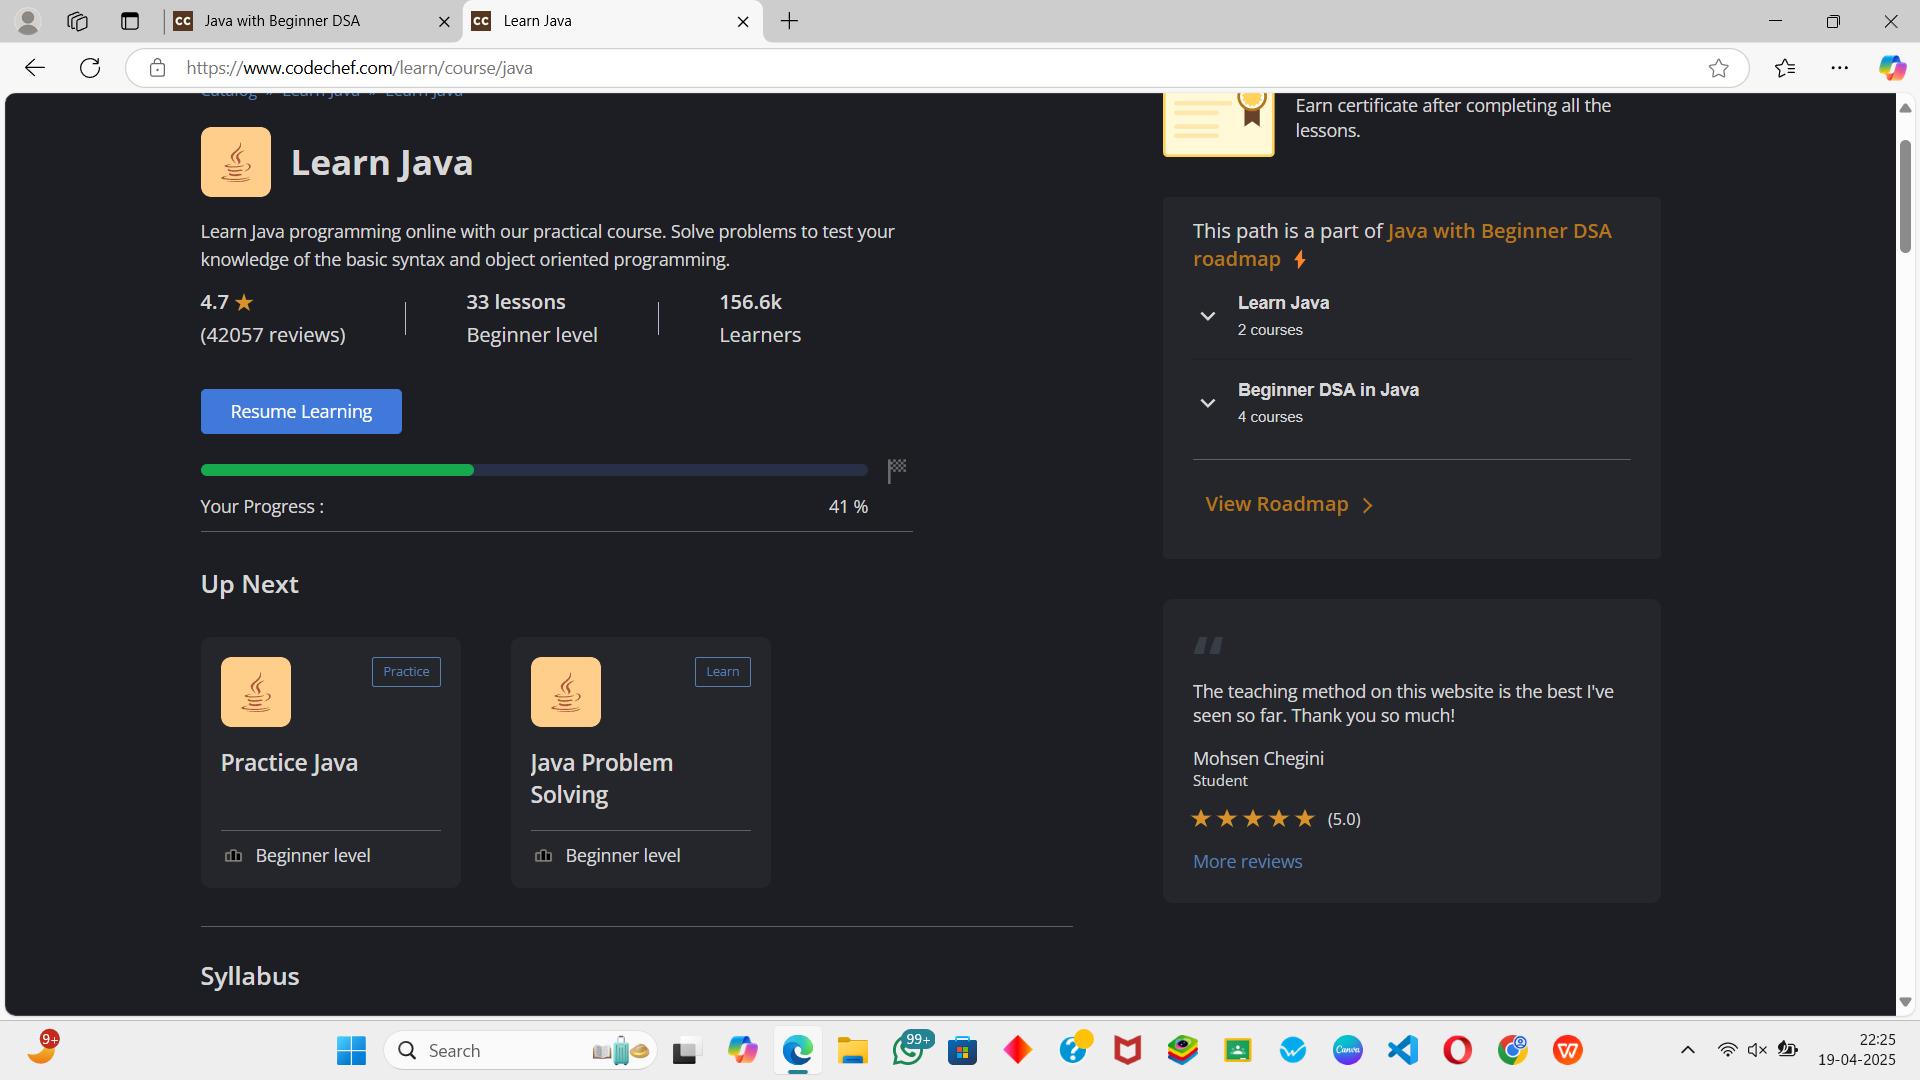 Java with Beginner DSA
Learn Java
https://www.codechef.com/learn/course/java
Catalog » Learn Java » Learn Java
Learn Java
Learn Java programming online with our practical course. Solve problems to test your
knowledge of the basic syntax and object oriented programming.
4.7
(42057 reviews)
33 lessons
Beginner level
156.6k
Learners
Resume Learning
Your Progress :
41 %
Up Next
Practice
Practice Java
Beginner level
Learn
Java Problem
Solving
Beginner level
Syllabus
Earn certificate after completing all the
lessons.
This path is a part of Java with Beginner DSA
roadmap
Learn Java
2 courses
Beginner DSA in Java
4 courses
View Roadmap
The teaching method on this website is the best I've
seen so far. Thank you so much!
Mohsen Chegini
Student
(5.0)
More reviews
9+
Search
99+
Canva
22:25
19-04-2025